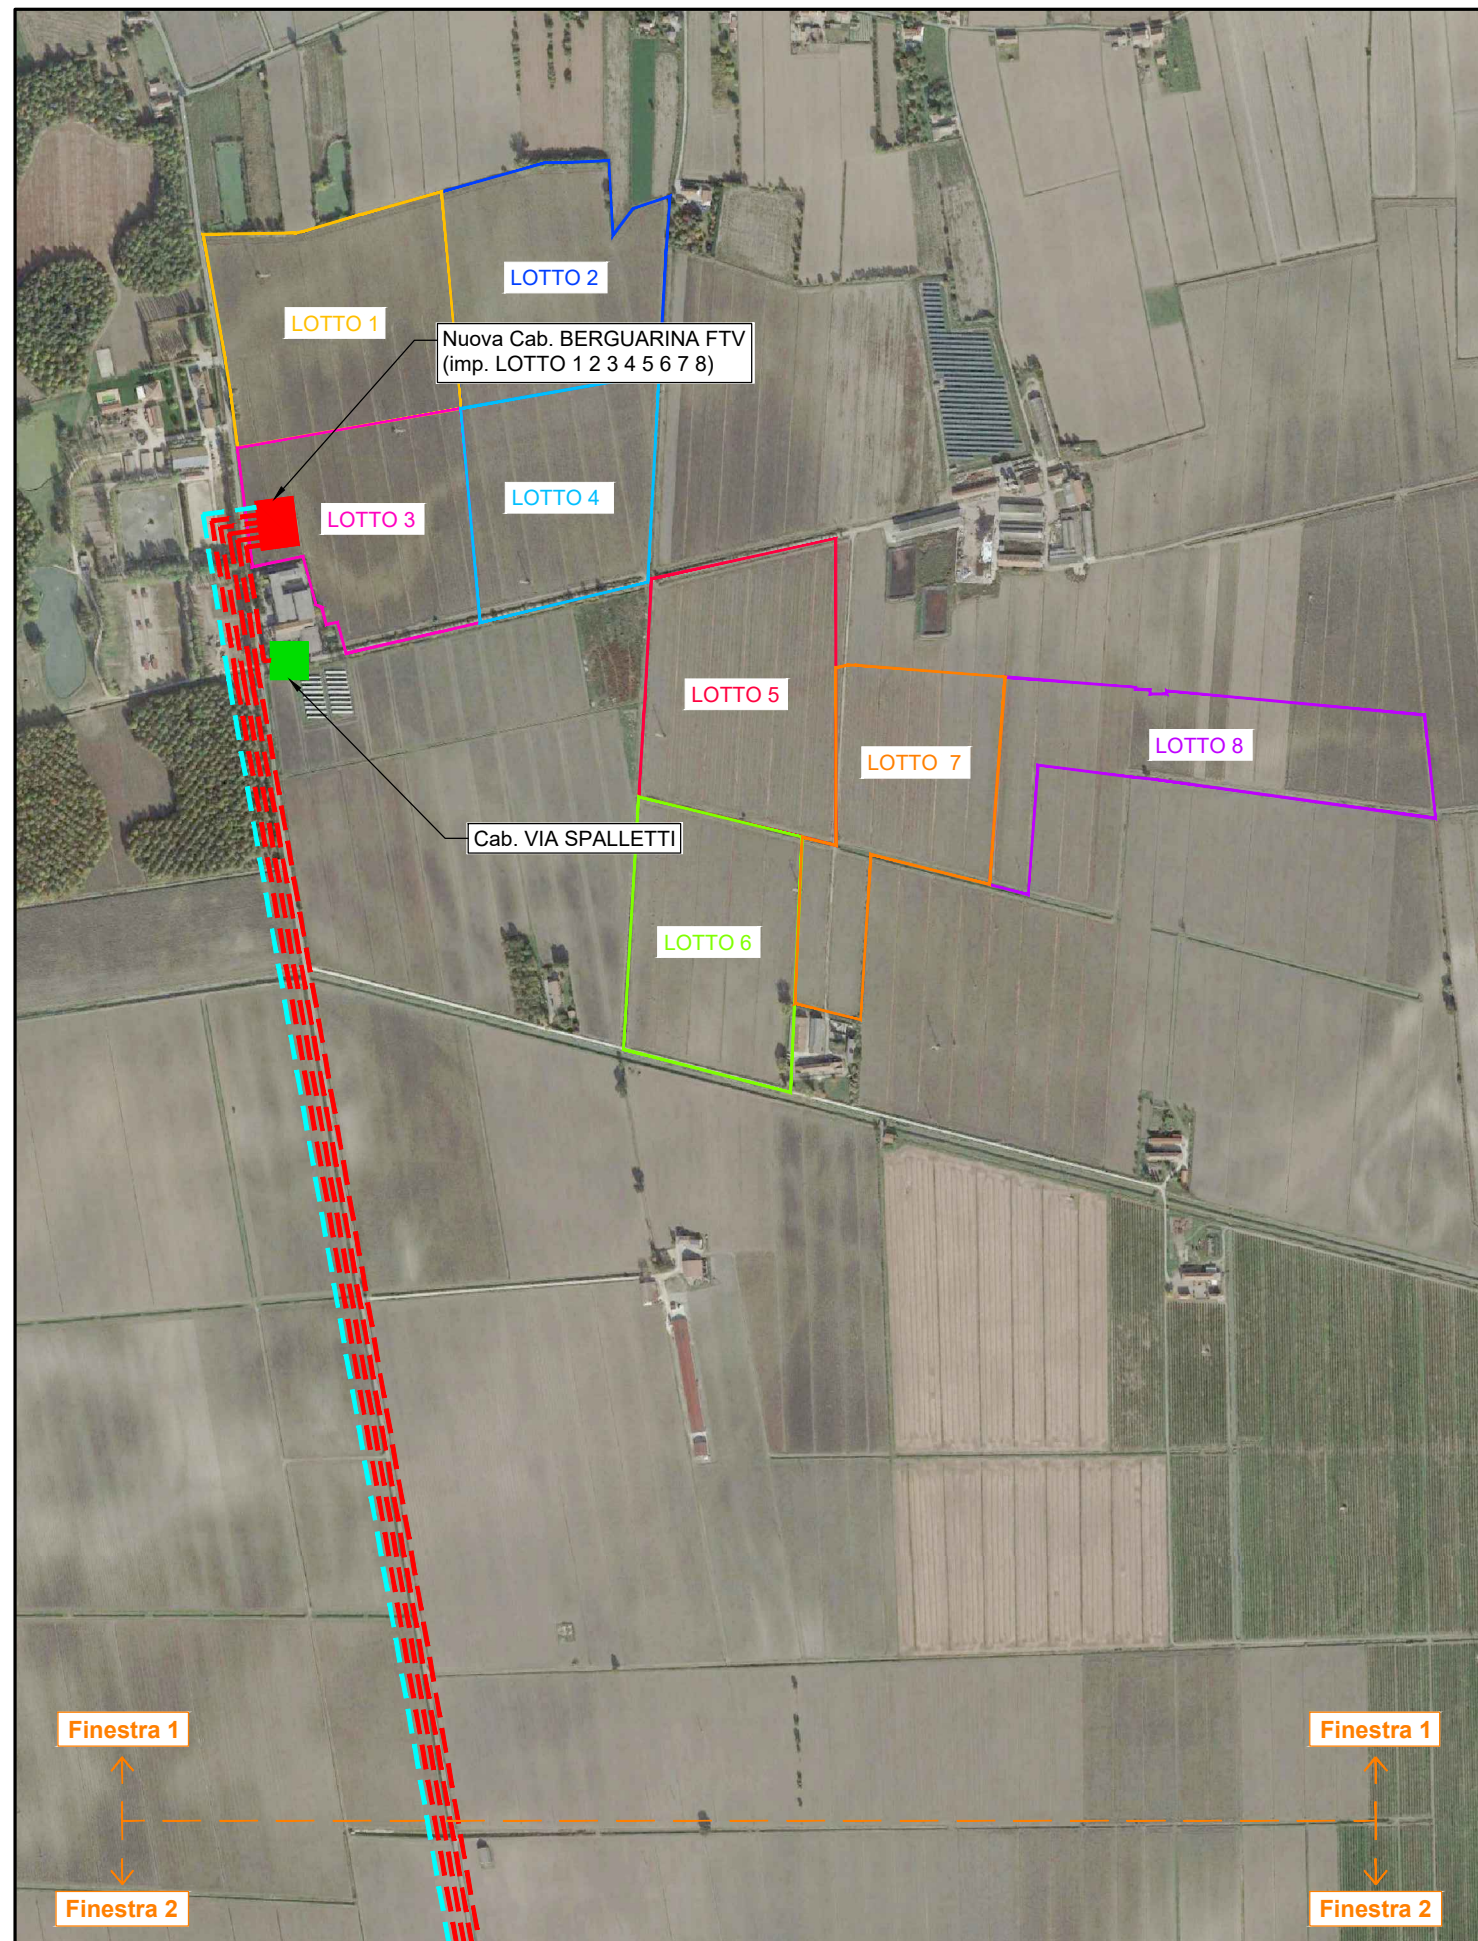 LOTTO 2
LOTTO 1
Nuova Cab. BERGUARINA FTV
(imp. LOTTO 1 2 3 4 5 6 7 8)
LOTTO 4
LOTTO 3
LOTTO 5
LOTTO 8
LOTTO 7
Cab. VIA SPALLETTI
LOTTO 6
Finestra 1
Finestra 1
Finestra 2
Finestra 2